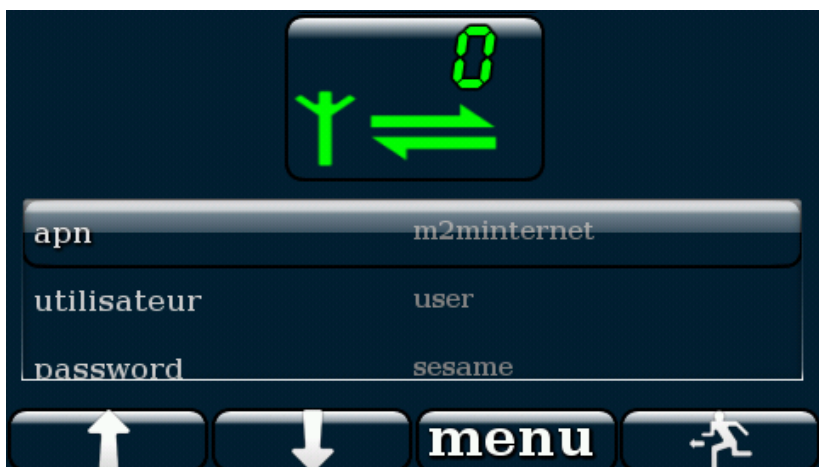 0
apn m2minternet
utilisateur user
password sesame
menu